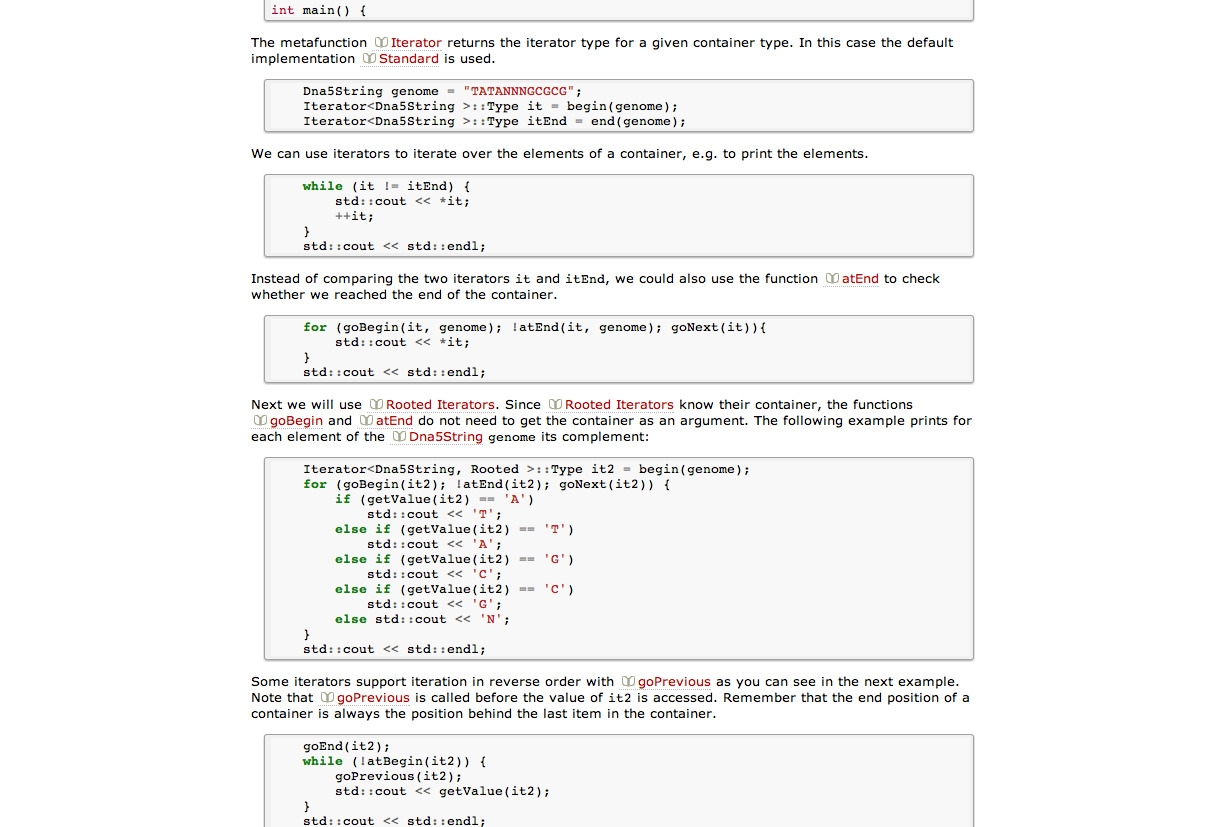 int main() {
The metafunction Iterator returns the iterator type for a given container type. In this case the default
implementation Standard is used.
Dna5String genome = "TATANNNGCGCG";
Iterator<Dna5String >::Type it = begin(genome);
Iterator<Dna5String >::Type itEnd = end(genome);
We can use iterators to iterate over the elements of a container, e.g. to print the elements.
while (it != itEnd) {
std::cout << *it;
++it;
}
std::cout << std::endl;
Instead of comparing the two iterators it and itEnd, we could also use the function atEnd to check
whether we reached the end of the container.
for (goBegin(it, genome); !atEnd(it, genome); goNext(it)){
std::cout << *it;
}
std::cout << std::endl;
Next we will use Rooted Iterators. Since Rooted Iterators know their container, the functions
goBegin and atEnd do not need to get the container as an argument. The following example prints for
each element of the Dna5String genome its complement:
Iterator<Dna5String, Rooted >::Type it2 = begin(genome);
for (goBegin(it2); !atEnd(it2); goNext(it2)) {
if (getValue(it2) == 'A')
std::cout << 'T';
else if (getValue(it2) == 'T')
std::cout << 'A';
else if (getValue(it2) == 'G')
std::cout << 'C';
else if (getValue(it2) == 'C')
std::cout << 'G';
else std::cout << 'N';
}
std::cout << std::endl;
Some iterators support iteration in reverse order with goPrevious as you can see in the next example.
Note that goPrevious is called before the value of it2 is accessed. Remember that the end position of a
container is always the position behind the last item in the container.
goEnd(it2);
while (!atBegin(it2)) {
goPrevious(it2);
std::cout << getValue(it2);
}
std::cout << std::endl;